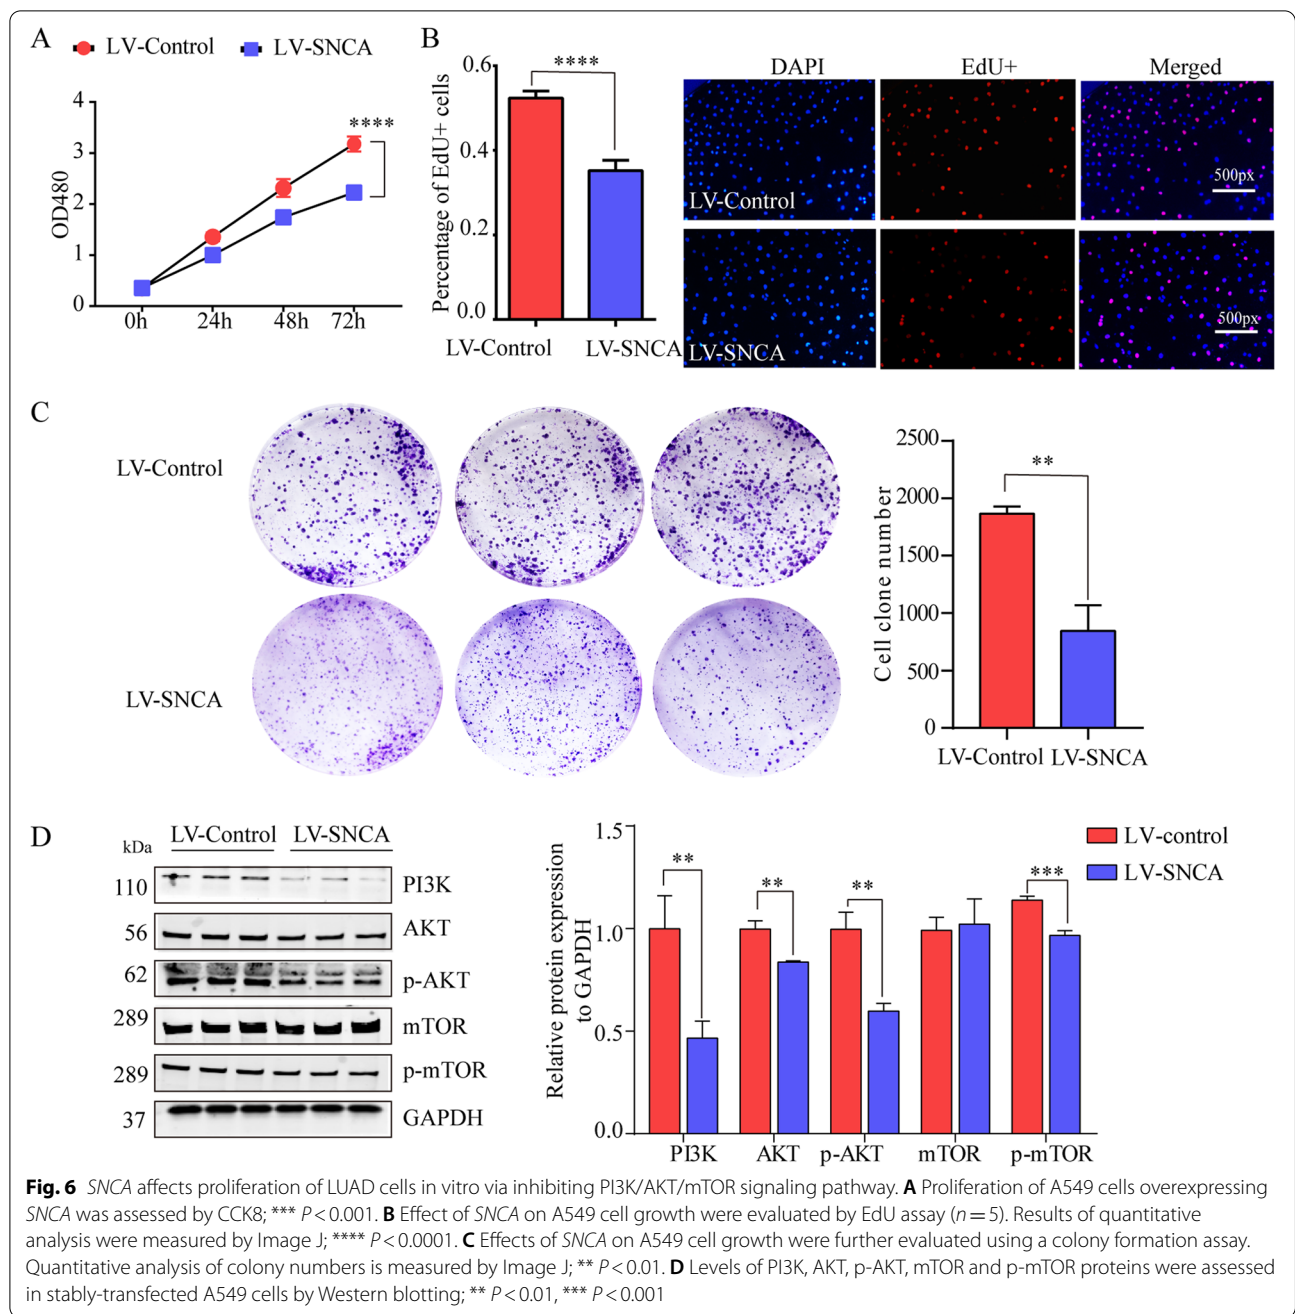 A
LV-Control LV-SNCA
OD480
4
3
2
1
0
****
0h 24h 48h 72h
B
Percentage of EdU+ cells
0.6
0.4
0.2
0.0
****
LV-Control LV-SNCA
DAPI EdU+ Merged
LV-Control
500px
LV-SNCA
500px
C
LV-Control
LV-SNCA
Cell clone number
2500
2000
1500
1000
500
0
**
LV-Control LV-SNCA
D
kDa LV-Control LV-SNCA
110 PI3K
56 AKT
62 p-AKT
289 mTOR
289 p-mTOR
37 GAPDH
Relative protein expression
to GAPDH
1.5
1.0
0.5
0.0
** ** ** ***
PI3K AKT p-AKT mTOR p-mTOR
LV-control
LV-SNCA
Fig. 6 SNCA affects proliferation of LUAD cells in vitro via inhibiting PI3K/AKT/mTOR signaling pathway. A Proliferation of A549 cells overexpressing
SNCA was assessed by CCK8; *** P < 0.001. B Effect of SNCA on A549 cell growth were evaluated by EdU assay (n = 5). Results of quantitative
analysis were measured by Image J; **** P < 0.0001. C Effects of SNCA on A549 cell growth were further evaluated using a colony formation assay.
Quantitative analysis of colony numbers is measured by Image J; ** P < 0.01. D Levels of PI3K, AKT, p-AKT, mTOR and p-mTOR proteins were assessed
in stably-transfected A549 cells by Western blotting; ** P < 0.01, *** P < 0.001